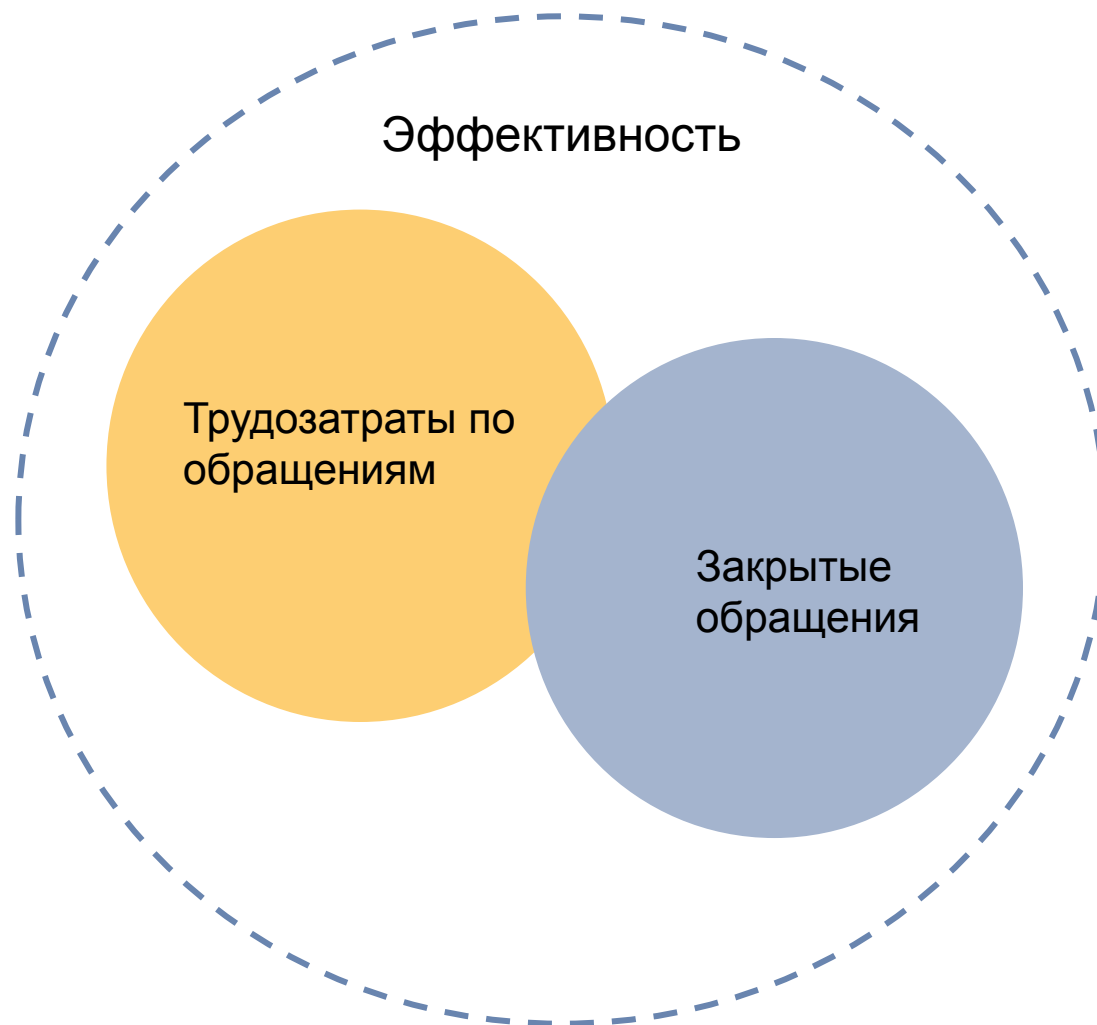 Эффективность
Трудозатраты по
обращениям
Закрытые
обращения